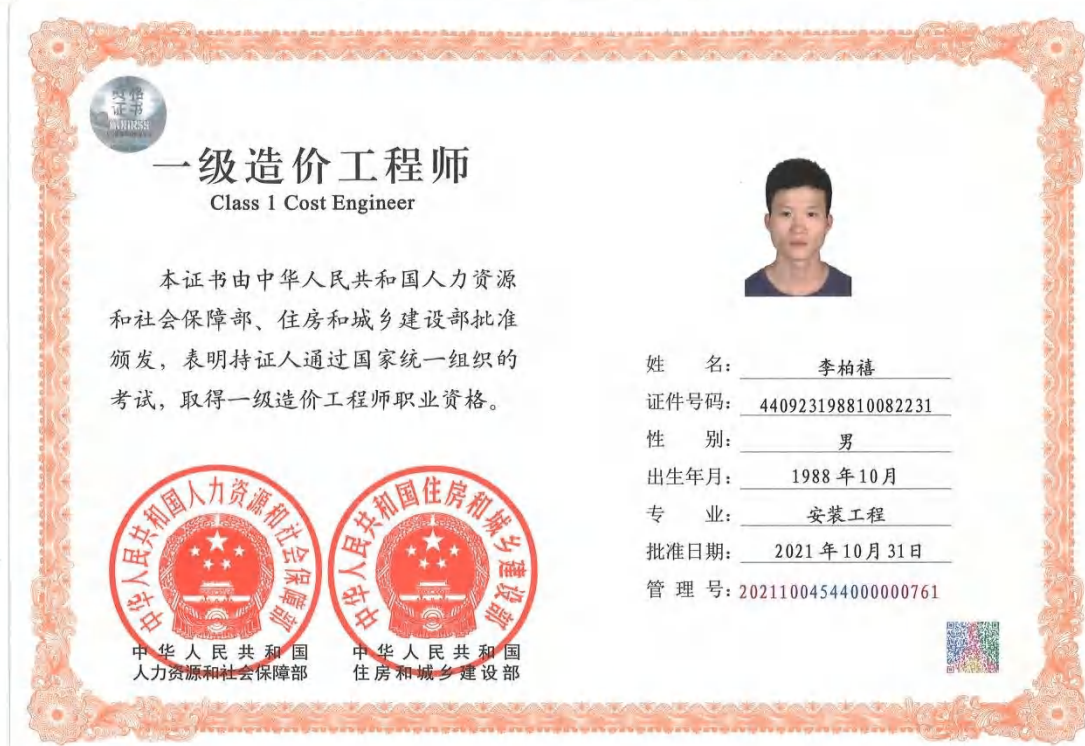 资格
证书
MOHRSS
一级造价工程师
Class 1 Cost Engineer
本证书由中华人民共和国人力资源
和社会保障部、住房和城乡建设部批准
颁发，表明持证人通过国家统一组织的
考试，取得一级造价工程师职业资格。
中华人民共和国人力资源和社会保障部
中华人民共和国住房和城乡建设部
中华人民共和国
人力资源和社会保障部
中华人民共和国
住房和城乡建设部
姓 名： 李柏禧
证件号码： 440923198810082231
性 别： 男
出生年月： 1988年10月
专 业： 安装工程
批准日期： 2021年10月31日
管 理 号：20211004544000000761